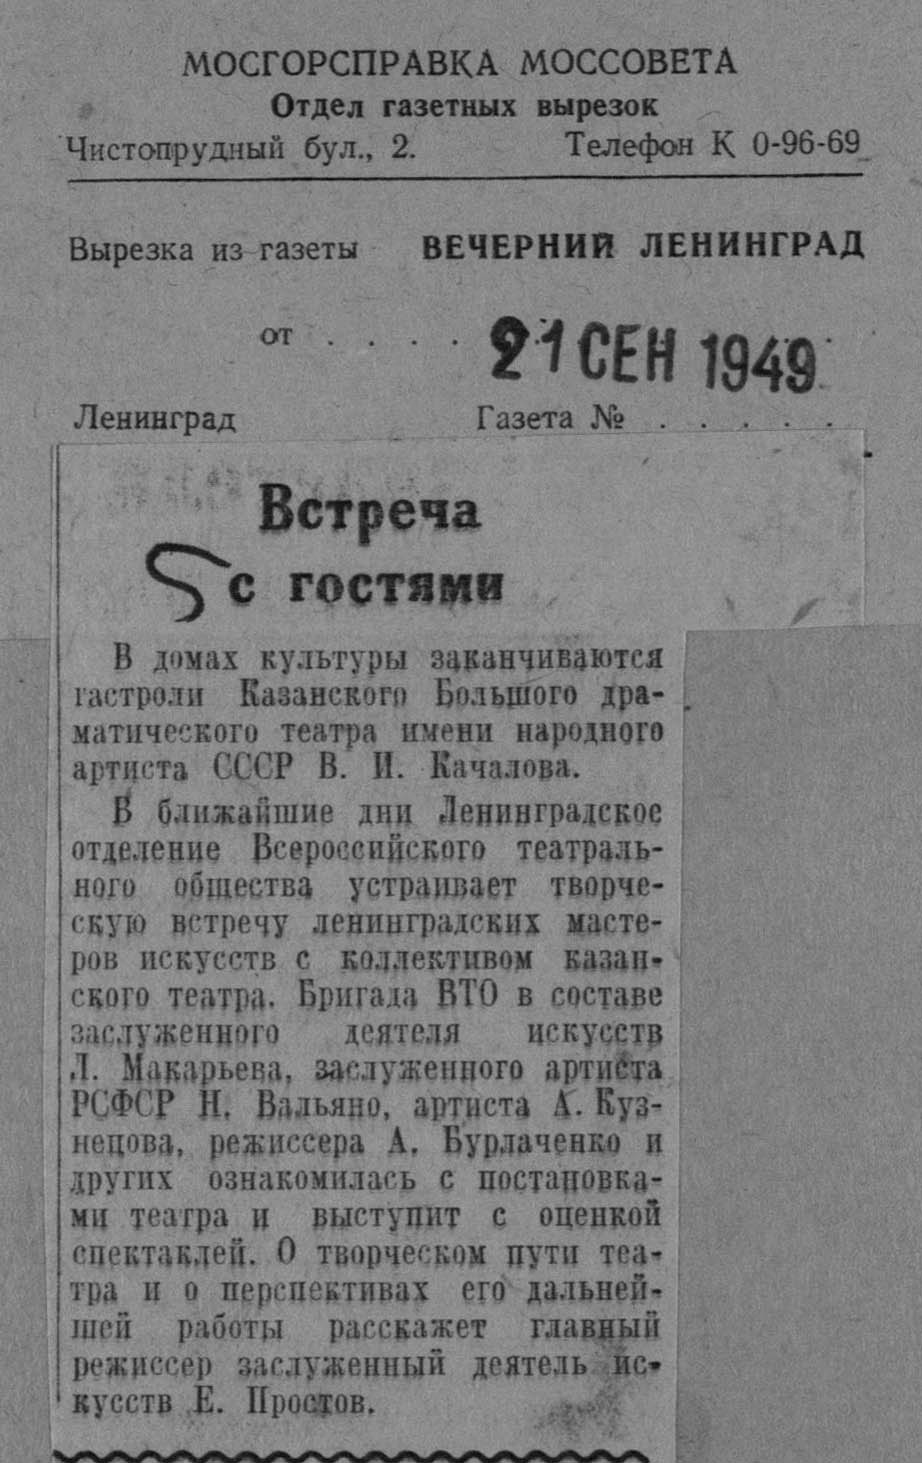 МОСГОРСПРАВКА МОССОВЕТА
Отдел газетных вырезок
Чистопрудный бул., 2. Телефон К 0-96-69
Вырезка из газеты ВЕЧЕРНИЙ ЛЕНИНГРАД
от . . . . 21 СЕН 1949
Ленинград Газета № . . . . .
Встреча
с гостями
В домах культуры заканчиваются
гастроли Казанского Большого дра-
матического театра имени народного
артиста СССР В. И. Качалова.
В ближайшие дни Ленинградское
отделение Всероссийского театраль-
ного общества устраивает творче-
скую встречу ленинградских масте-
ров искусств с коллективом казан-
ского театра. Бригада ВТО в составе
заслуженного деятеля искусств
Л. Макарьева, заслуженного артиста
РСФСР Н. Вальяно, артиста А. Куз-
нецова, режиссера А. Бурлаченко и
других ознакомилась с постановка-
ми театра и выступит с оценкой
спектаклей. О творческом пути теа-
тра и о перспективах его дальней-
шей работы расскажет главный
режиссер заслуженный деятель ис-
кусств Е. Простов.